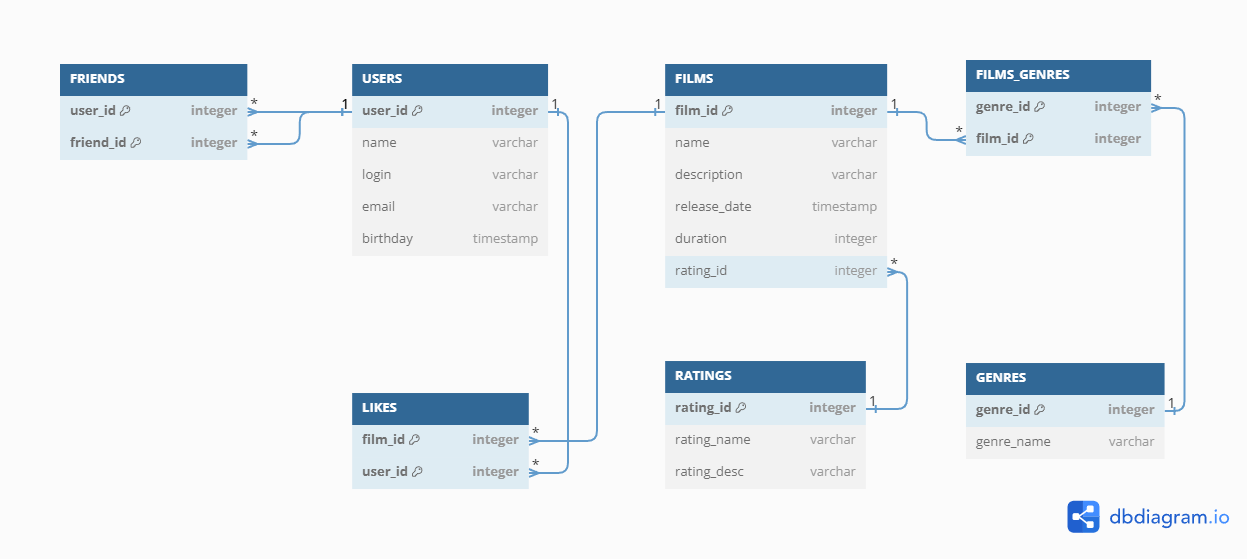 FRIENDS
user_id integer
friend_id integer
*
*
1
USERS
user_id integer
name varchar
login varchar
email varchar
birthday timestamp
1
LIKES
film_id integer
user_id integer
*
*
1
FILMS
film_id integer
name varchar
description varchar
release_date timestamp
duration integer
rating_id integer
1
*
RATINGS
rating_id integer
rating_name varchar
rating_desc varchar
1
*
FILMS_GENRES
genre_id integer
film_id integer
*
GENRES
genre_id integer
genre_name varchar
1
dbdiagram.io